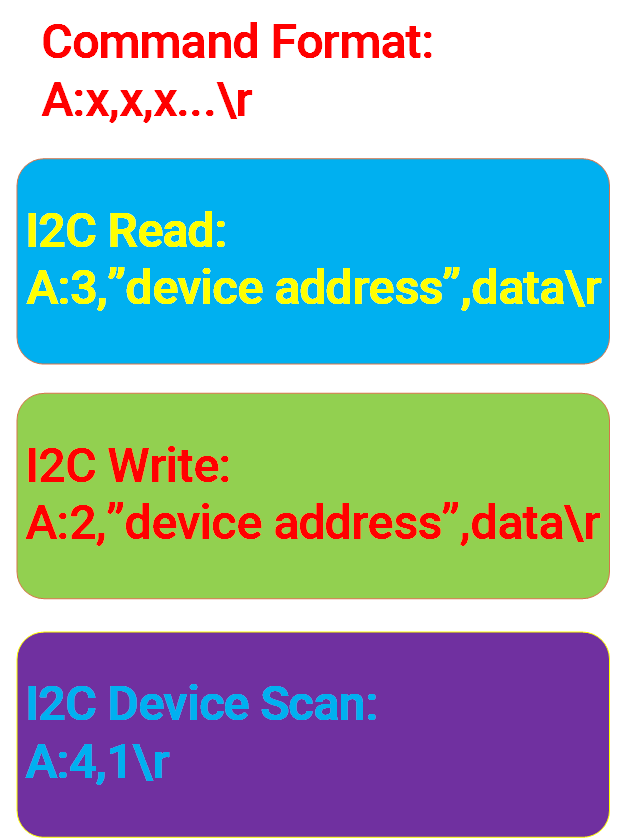 Command Format:
A:x,x,x...\r
I2C Read:
A:3,”device address”,data\r
I2C Write:
A:2,”device address”,data\r
I2C Device Scan:
A:4,1\r